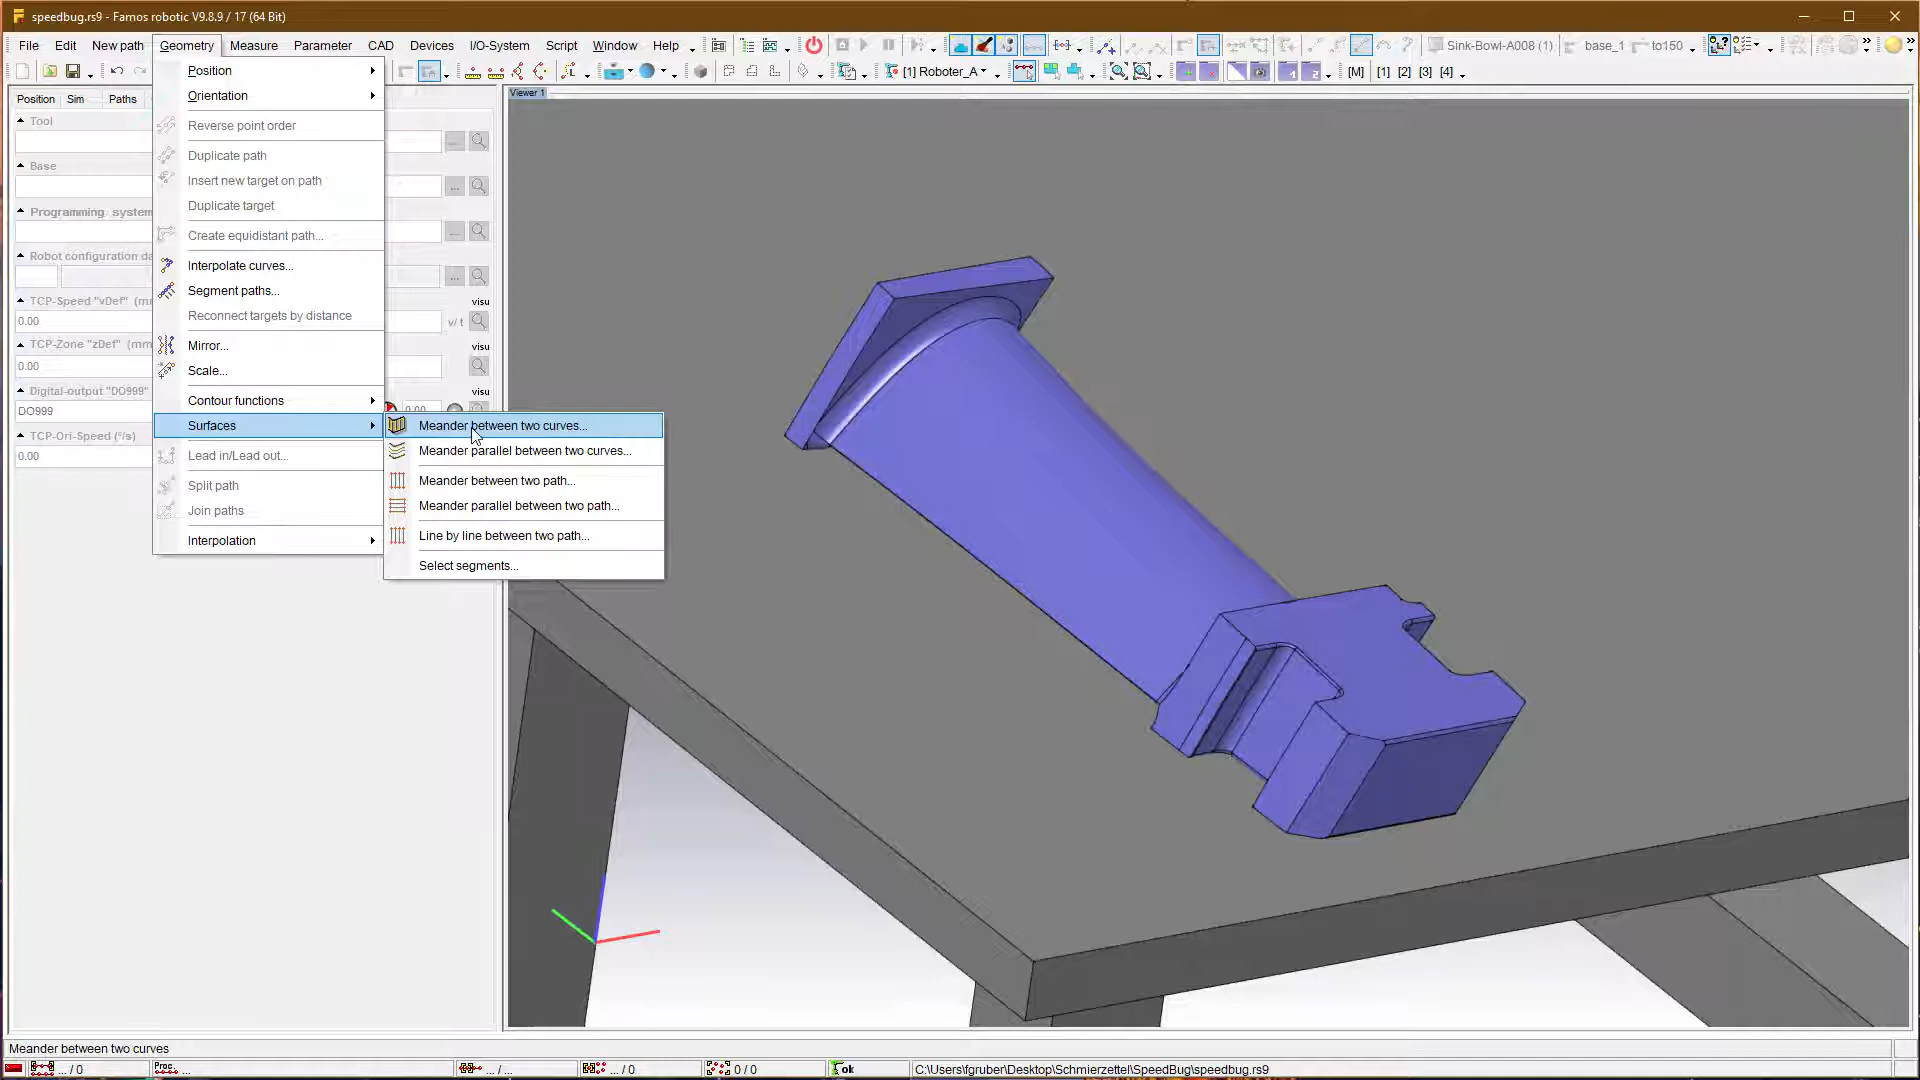 speedbug.rs9 - Famos robotic V9.8.9 / 17 (64 Bit)
File Edit New path Geometry Measure Parameter CAD Devices I/O-System Script Window Help
Sink-Bowl-A008 (1) base_1 to150
[1] Roboter_A [M] [1] [2] [3] [4]
Position Sim Paths
Viewer 1
Tool
Base
Programming system
Robot configuration da
TCP-Speed "vDef" (m
visu
0.00
v/ t
TCP-Zone "zDef" (mm
visu
0.00
Digital-output "DO999"
visu
DO999
0.00
TCP-Ori-Speed (°/s)
0.00
Position
Orientation
Reverse point order
Duplicate path
Insert new target on path
Duplicate target
Create equidistant path...
Interpolate curves...
Segment paths...
Reconnect targets by distance
Mirror...
Scale...
Contour functions
Surfaces
Lead in/Lead out...
Split path
Join paths
Interpolation
Meander between two curves...
Meander parallel between two curves...
Meander between two path...
Meander parallel between two path...
Line by line between two path...
Select segments...
Meander between two curves
... / 0 Proc. ... ... / ... ... / 0 0 / 0 ok C:\Users\fgruber\Desktop\Schmierzettel\SpeedBug\speedbug.rs9